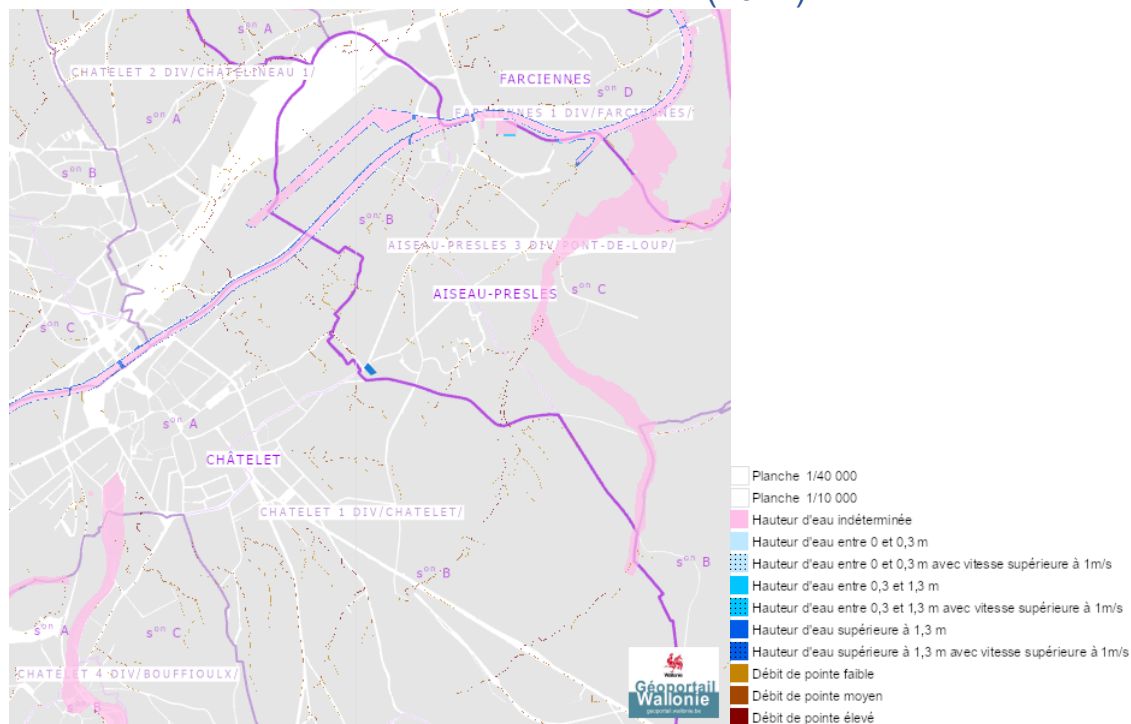 sᵒⁿ A
CHATELET 2 DIV/CHATELINEAU 1/
FARCIENNES
sᵒⁿ D
FARCIENNES 1 DIV/FARCIENNES/
sᵒⁿ A
sᵒⁿ B
sᵒⁿ B
AISEAU-PRESLES 3 DIV/PONT-DE-LOUP/
AISEAU-PRESLES
sᵒⁿ C
sᵒⁿ C
sᵒⁿ A
CHÂTELET
CHATELET 1 DIV/CHATELET/
sᵒⁿ B
sᵒⁿ B
sᵒⁿ A
sᵒⁿ C
CHATELET 4 DIV/BOUFFIOULX/
sᵒⁿ B
Wallonie
Géoportail
Wallonie
geoportail.wallonie.be
Planche 1/40 000
Planche 1/10 000
Hauteur d'eau indéterminée
Hauteur d'eau entre 0 et 0,3 m
Hauteur d'eau entre 0 et 0,3 m avec vitesse supérieure à 1m/s
Hauteur d'eau entre 0,3 et 1,3 m
Hauteur d'eau entre 0,3 et 1,3 m avec vitesse supérieure à 1m/s
Hauteur d'eau supérieure à 1,3 m
Hauteur d'eau supérieure à 1,3 m avec vitesse supérieure à 1m/s
Débit de pointe faible
Débit de pointe moyen
Débit de pointe élevé